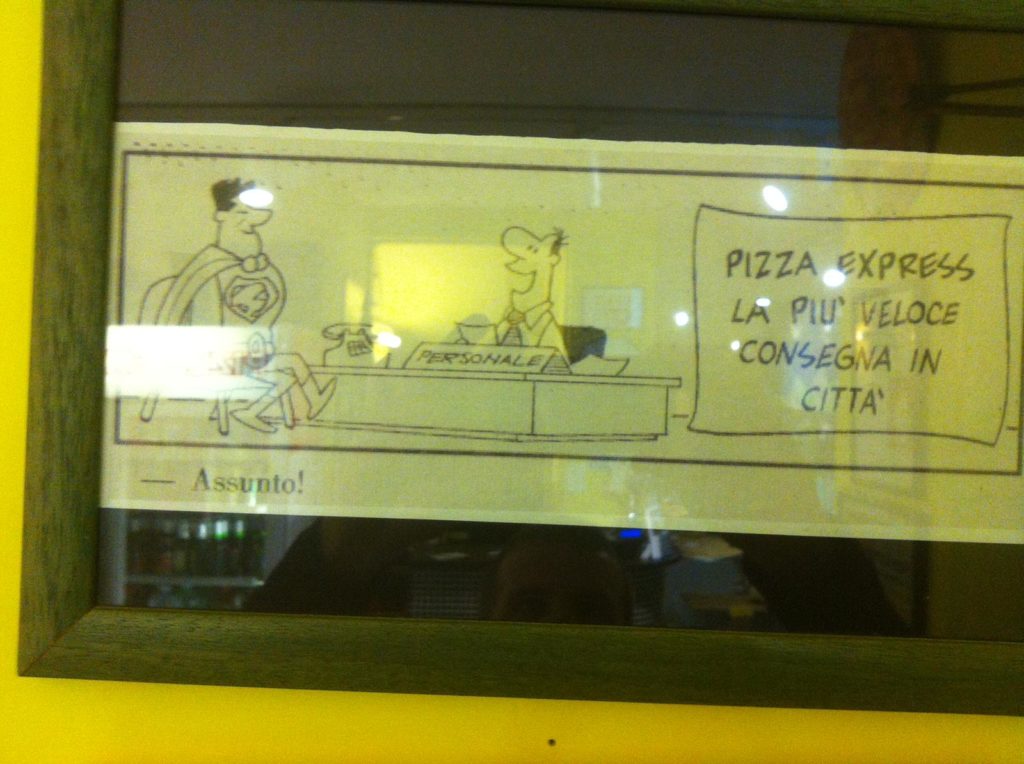 PERSONALE
PIZZA EXPRESS
LA PIU' VELOCE
CONSEGNA IN
CITTA'
— Assunto!